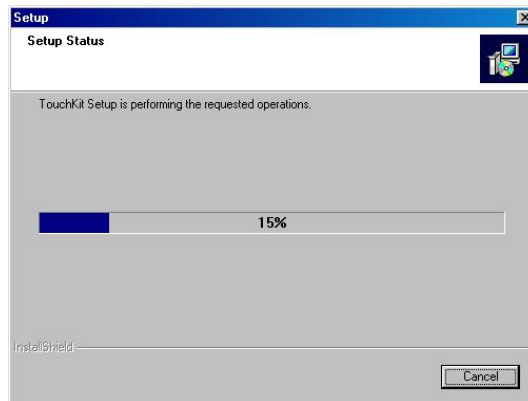 Setup
Setup Status
TouchKit Setup is performing the requested operations.
15%
InstallShield
Cancel